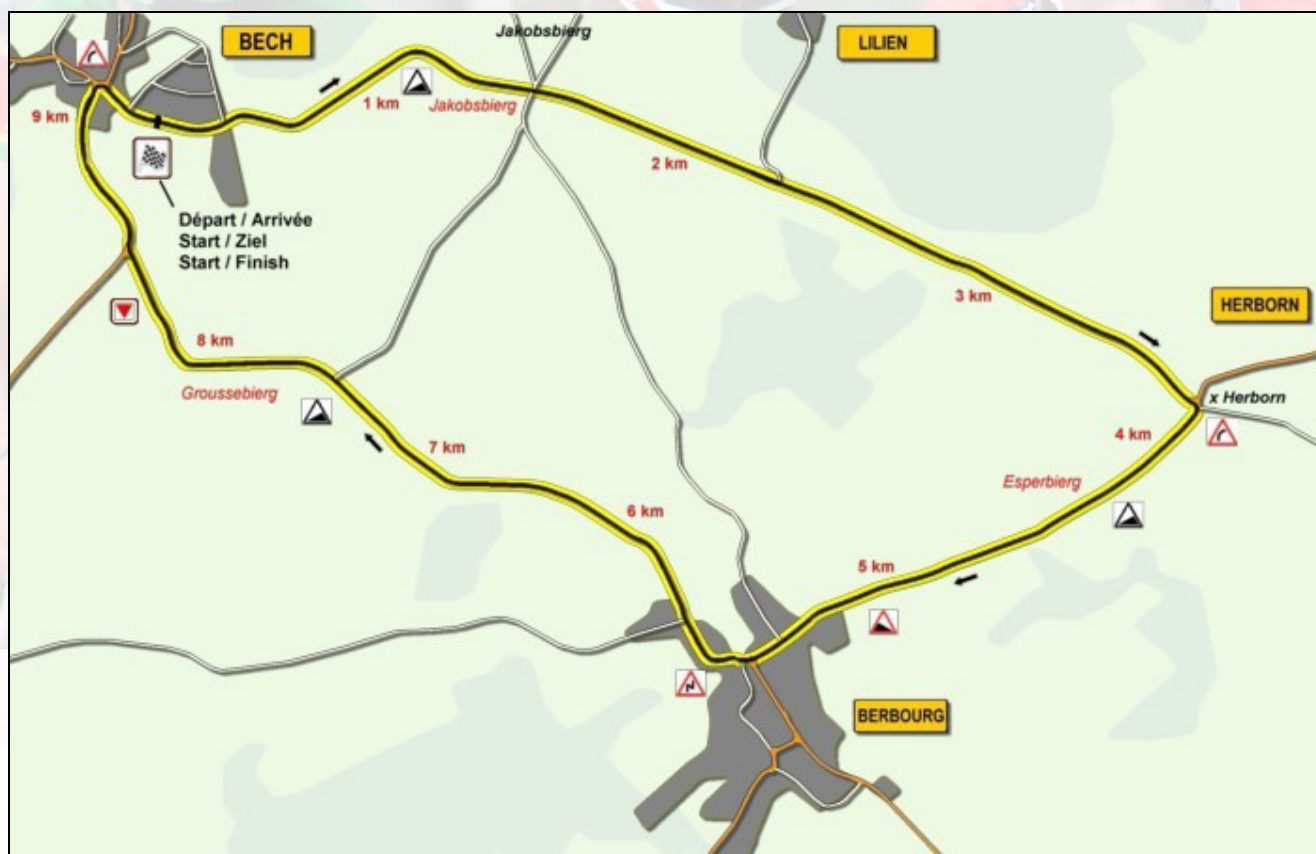 Jakobsbierg
BECH
LILIEN
9 km
1 km
Jakobsbierg
2 km
Départ / Arrivée
Start / Ziel
Start / Finish
3 km
HERBORN
8 km
Groussebierg
x Herborn
4 km
7 km
Esperbierg
6 km
5 km
BERBOURG